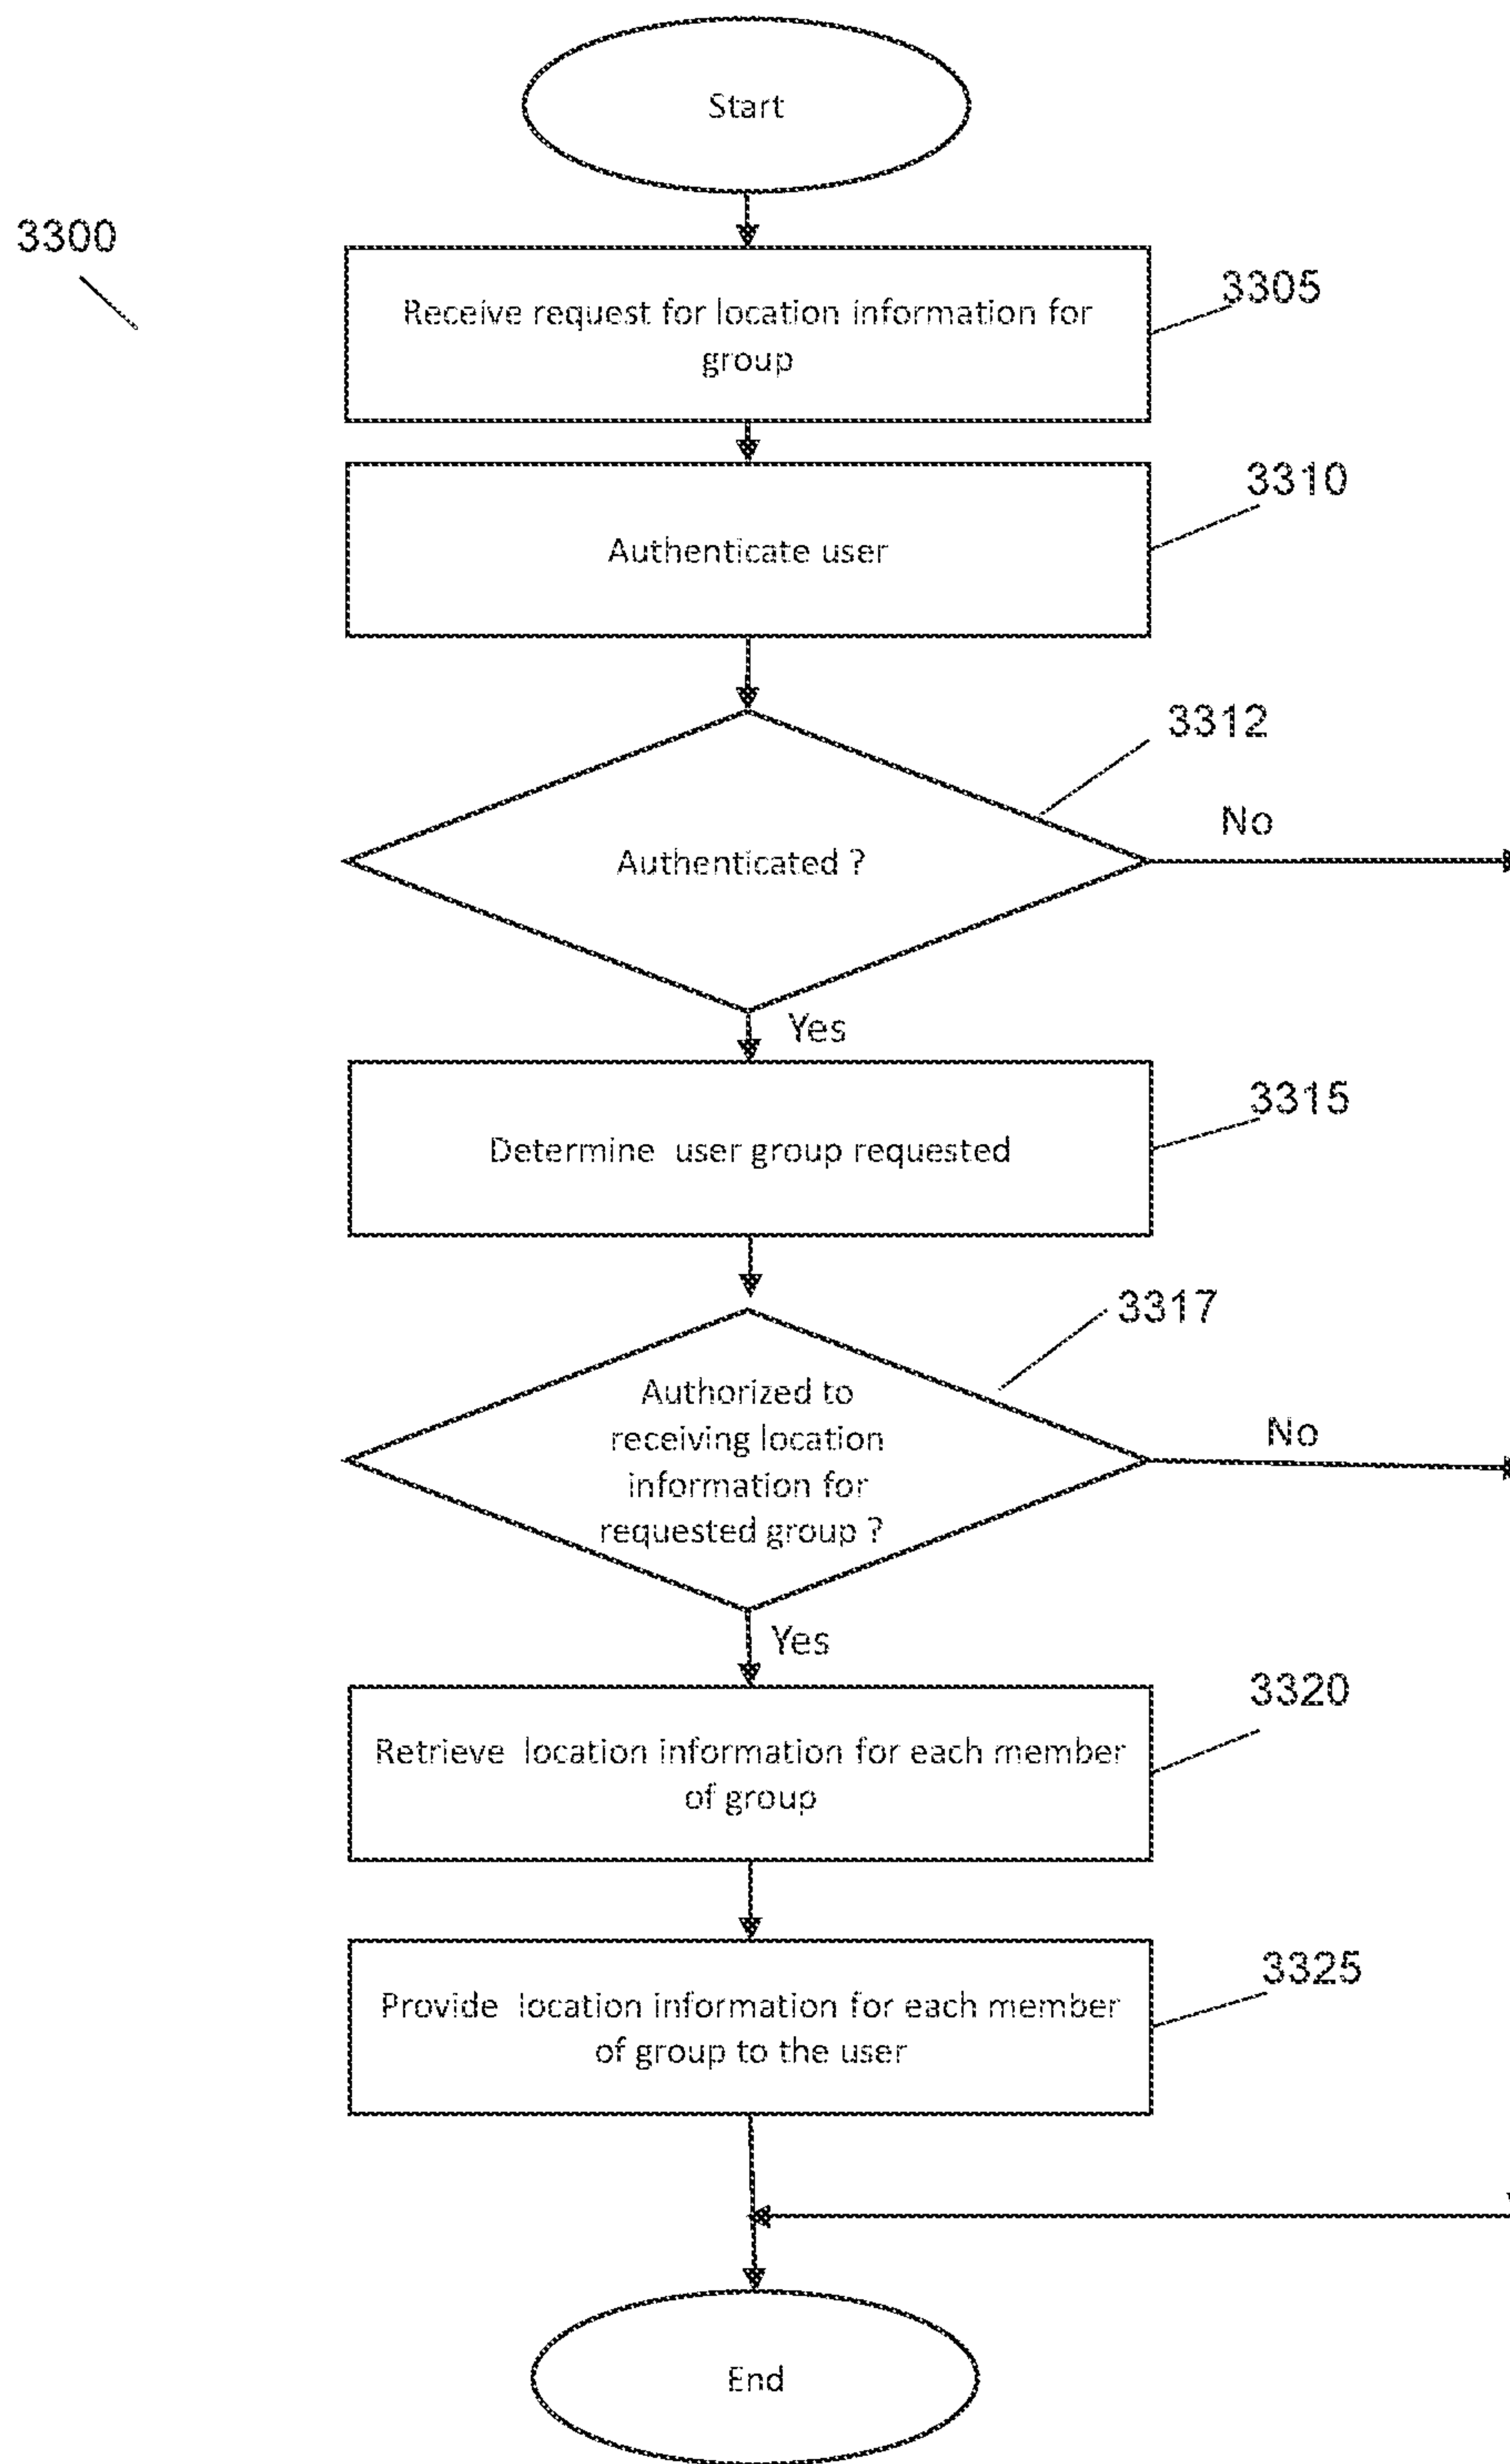 Start
3300
3305
Receive request for location information for
group
3310
Authenticate user
3312
No
Authenticated ?
Yes
3315
Determine user group requested
3317
Authorized to
receiving location
information for
requested group ?
No
Yes
3320
Retrieve location information for each member
of group
3325
Provide location information for each member
of group to the user
End